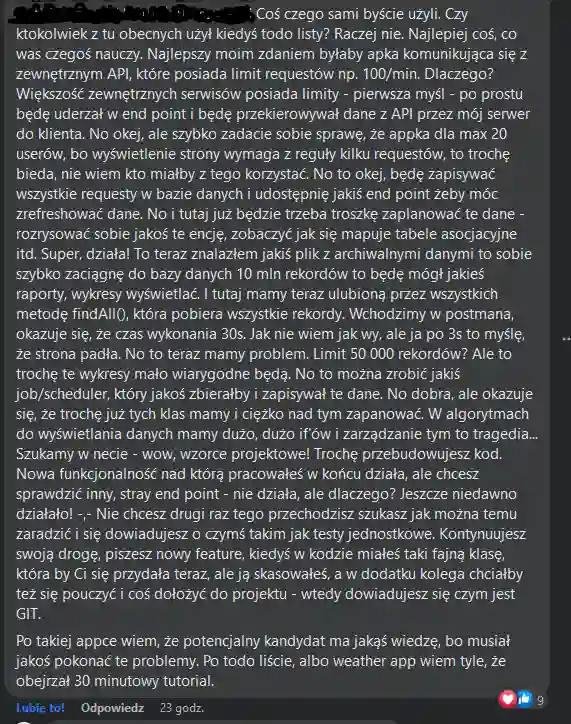 Coś czego sami byście użyli. Czy
ktokolwiek z tu obecnych użył kiedyś todo listy? Raczej nie. Najlepiej coś, co
was czegoś nauczy. Najlepszy moim zdaniem byłaby apka komunikująca się z
zewnętrznym API, które posiada limit requestów np. 100/min. Dlaczego?
Większość zewnętrznych serwisów posiada limity - pierwsza myśl - po prostu
będę uderzał w end point i będę przekierowywał dane z API przez mój serwer
do klienta. No okej, ale szybko zadacie sobie sprawę, że appka dla max 20
userów, bo wyświetlenie strony wymaga z reguły kilku requestów, to trochę
bieda, nie wiem kto miałby z tego korzystać. No to okej, będę zapisywać
wszystkie requesty w bazie danych i udostępnię jakiś end point żeby móc
zrefreshować dane. No i tutaj już będzie trzeba troszkę zaplanować te dane -
rozrysować sobie jakoś te encję, zobaczyć jak się mapuje tabele asocjacyjne
itd. Super, działa! To teraz znalazłem jakiś plik z archiwalnymi danymi to sobie
szybko zaciągnę do bazy danych 10 mln rekordów to będę mógł jakieś
raporty, wykresy wyświetlać. I tutaj mamy teraz ulubioną przez wszystkich
metodę findAll(), która pobiera wszystkie rekordy. Wchodzimy w postmana,
okazuje się, że czas wykonania 30s. Jak nie wiem jak wy, ale ja po 3s to myślę,
że strona padła. No to teraz mamy problem. Limit 50 000 rekordów? Ale to
trochę te wykresy mało wiarygodne będą. No to można zrobić jakiś
job/scheduler, który jakoś zbierałby i zapisywał te dane. No dobra, ale okazuje
się, że trochę już tych klas mamy i ciężko nad tym zapanować. W algorytmach
do wyświetlania danych mamy dużo, dużo if'ów i zarządzanie tym to tragedia...
Szukamy w necie - wow, wzorce projektowe! Trochę przebudowujesz kod.
Nowa funkcjonalność nad którą pracowałeś w końcu działa, ale chcesz
sprawdzić inny, stray end point - nie działa, ale dlaczego? Jeszcze niedawno
działało! -,- Nie chcesz drugi raz tego przechodzisz szukasz jak można temu
zaradzić i się dowiadujesz o czymś takim jak testy jednostkowe. Kontynuujesz
swoją drogę, piszesz nowy feature, kiedyś w kodzie miałeś taki fajną klasę,
która by Ci się przydała teraz, ale ją skasowałeś, a w dodatku kolega chciałby
też się pouczyć i coś dołożyć do projektu - wtedy dowiadujesz się czym jest
GIT.
Po takiej appce wiem, że potencjalny kandydat ma jakąś wiedzę, bo musiał
jakoś pokonać te problemy. Po todo liście, albo weather app wiem tyle, że
obejrzał 30 minutowy tutorial.
Lubię to! Odpowiedz 23 godz. 9